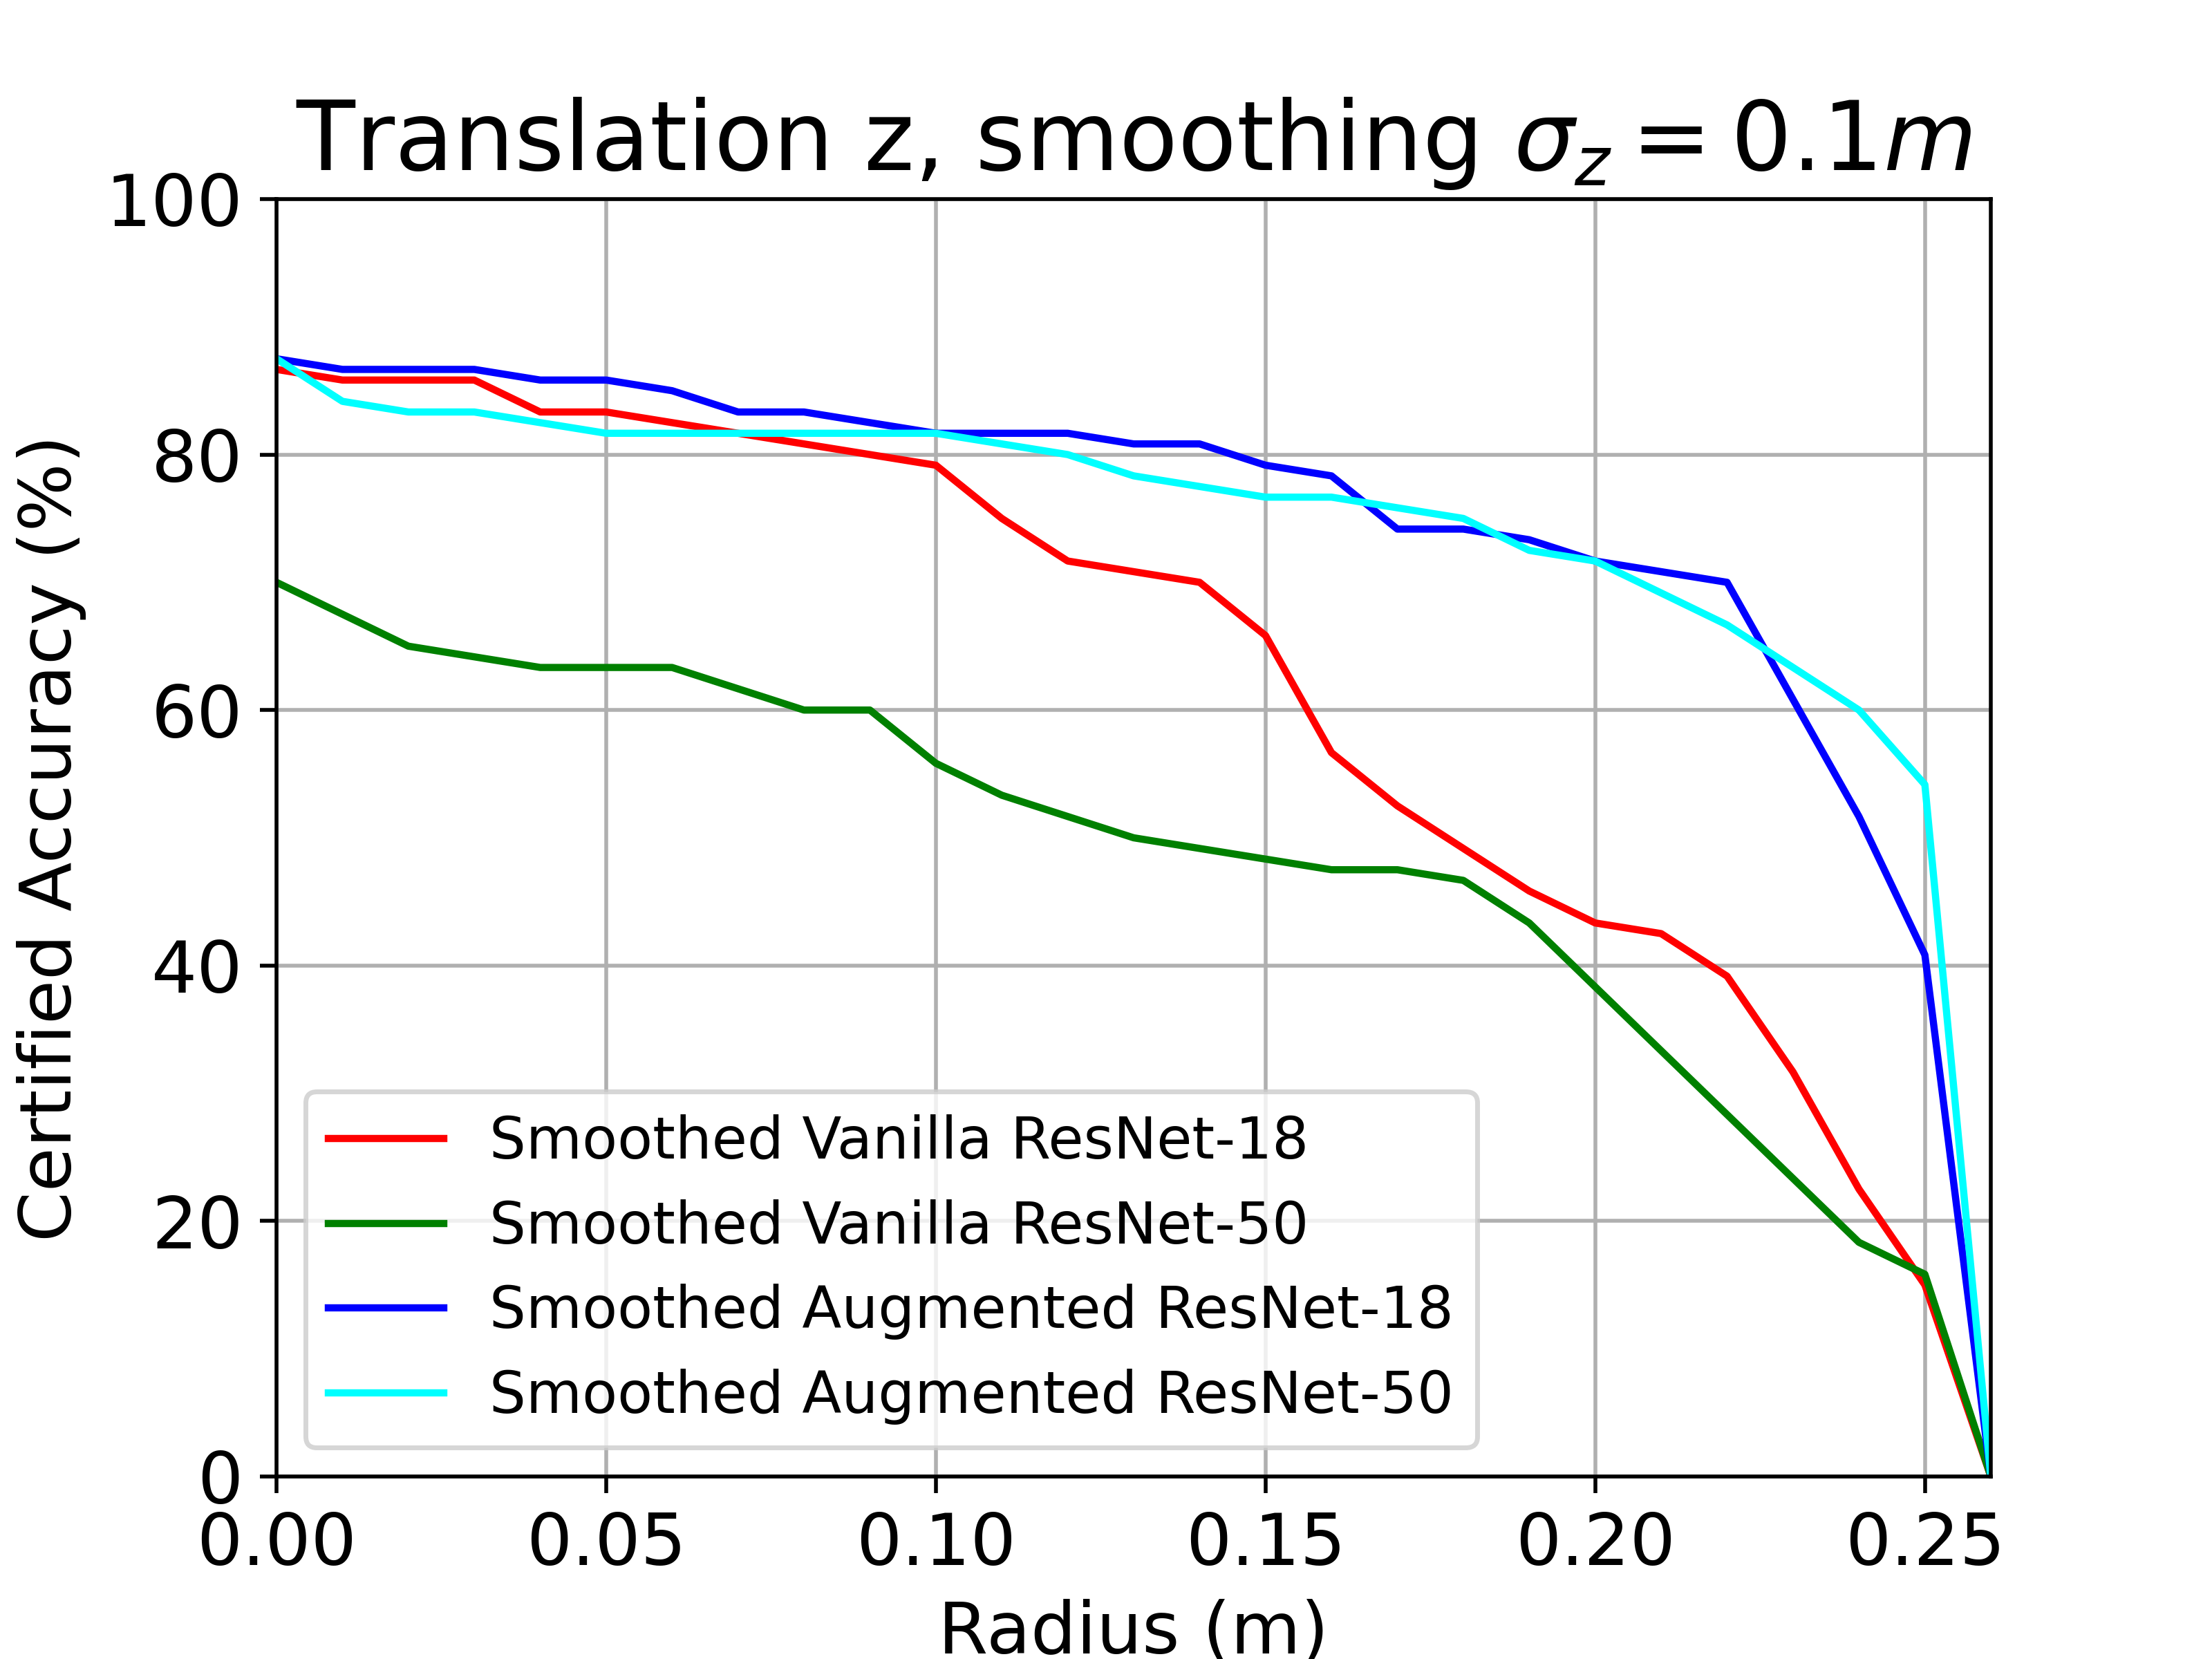 Translation z, smoothing σ_z = 0.1m
100
80
60
40
20
0
Certified Accuracy (%)
Smoothed Vanilla ResNet-18
Smoothed Vanilla ResNet-50
Smoothed Augmented ResNet-18
Smoothed Augmented ResNet-50
0.00 0.05 0.10 0.15 0.20 0.25
Radius (m)